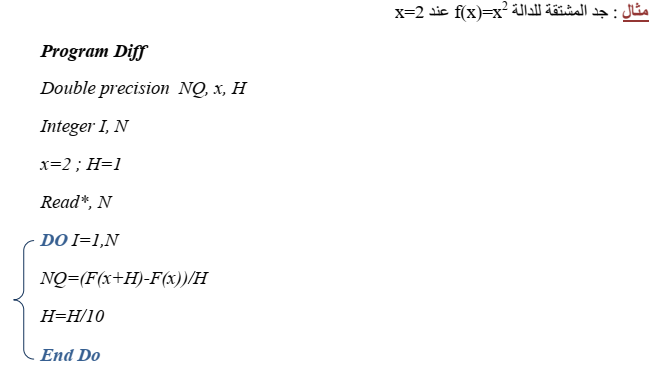 مثال : جد المشتقة للدالة f(x)=x² عند x=2
Program Diff
Double precision NQ, x, H
Integer I, N
x=2 ; H=1
Read*, N
DO I=1,N
NQ=(F(x+H)-F(x))/H
H=H/10
End Do